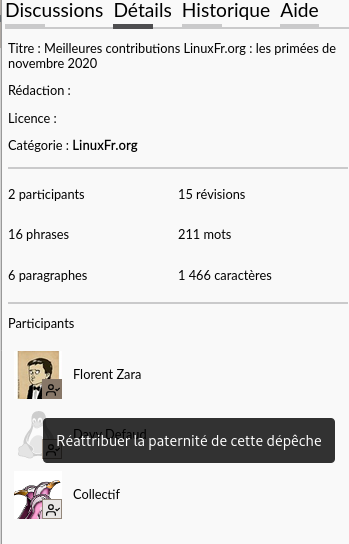 Discussions Détails Historique Aide
Titre : Meilleures contributions LinuxFr.org : les primées de
novembre 2020
Rédaction :
Licence :
Catégorie : LinuxFr.org
2 participants 15 révisions
16 phrases 211 mots
6 paragraphes 1 466 caractères
Participants
Florent Zara
Davy Defaud
Réattribuer la paternité de cette dépêche
Collectif